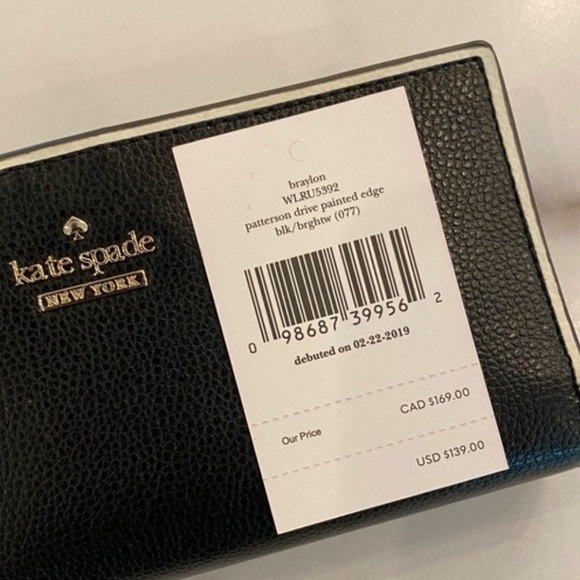 kate spade
NEW YORK
braylon
WLRU5392
patterson drive painted edge
blk/brghtw (077)
0 98687 39956 2
debuted on 02-22-2019
CAD $169.00
Our Price
USD $139.00